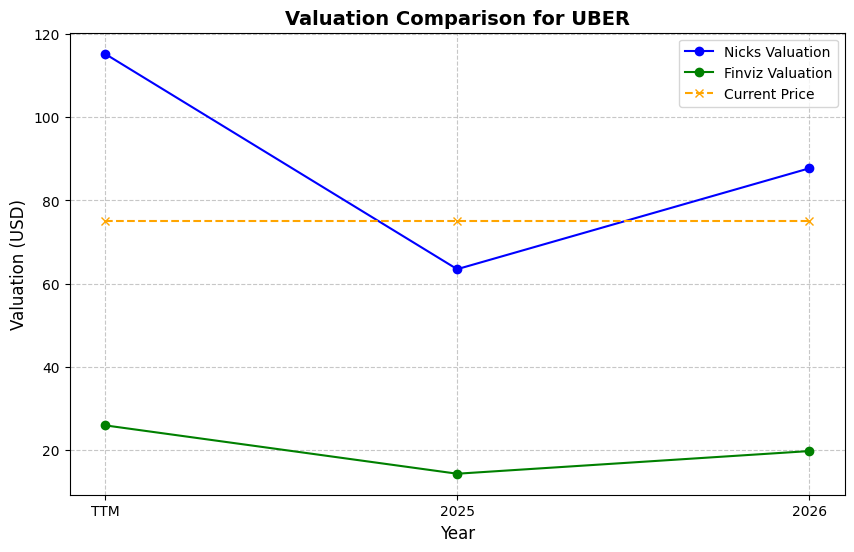 Valuation Comparison for UBER
Nicks Valuation
Finviz Valuation
Current Price
120
100
80
60
40
20
Valuation (USD)
TTM
2025
2026
Year